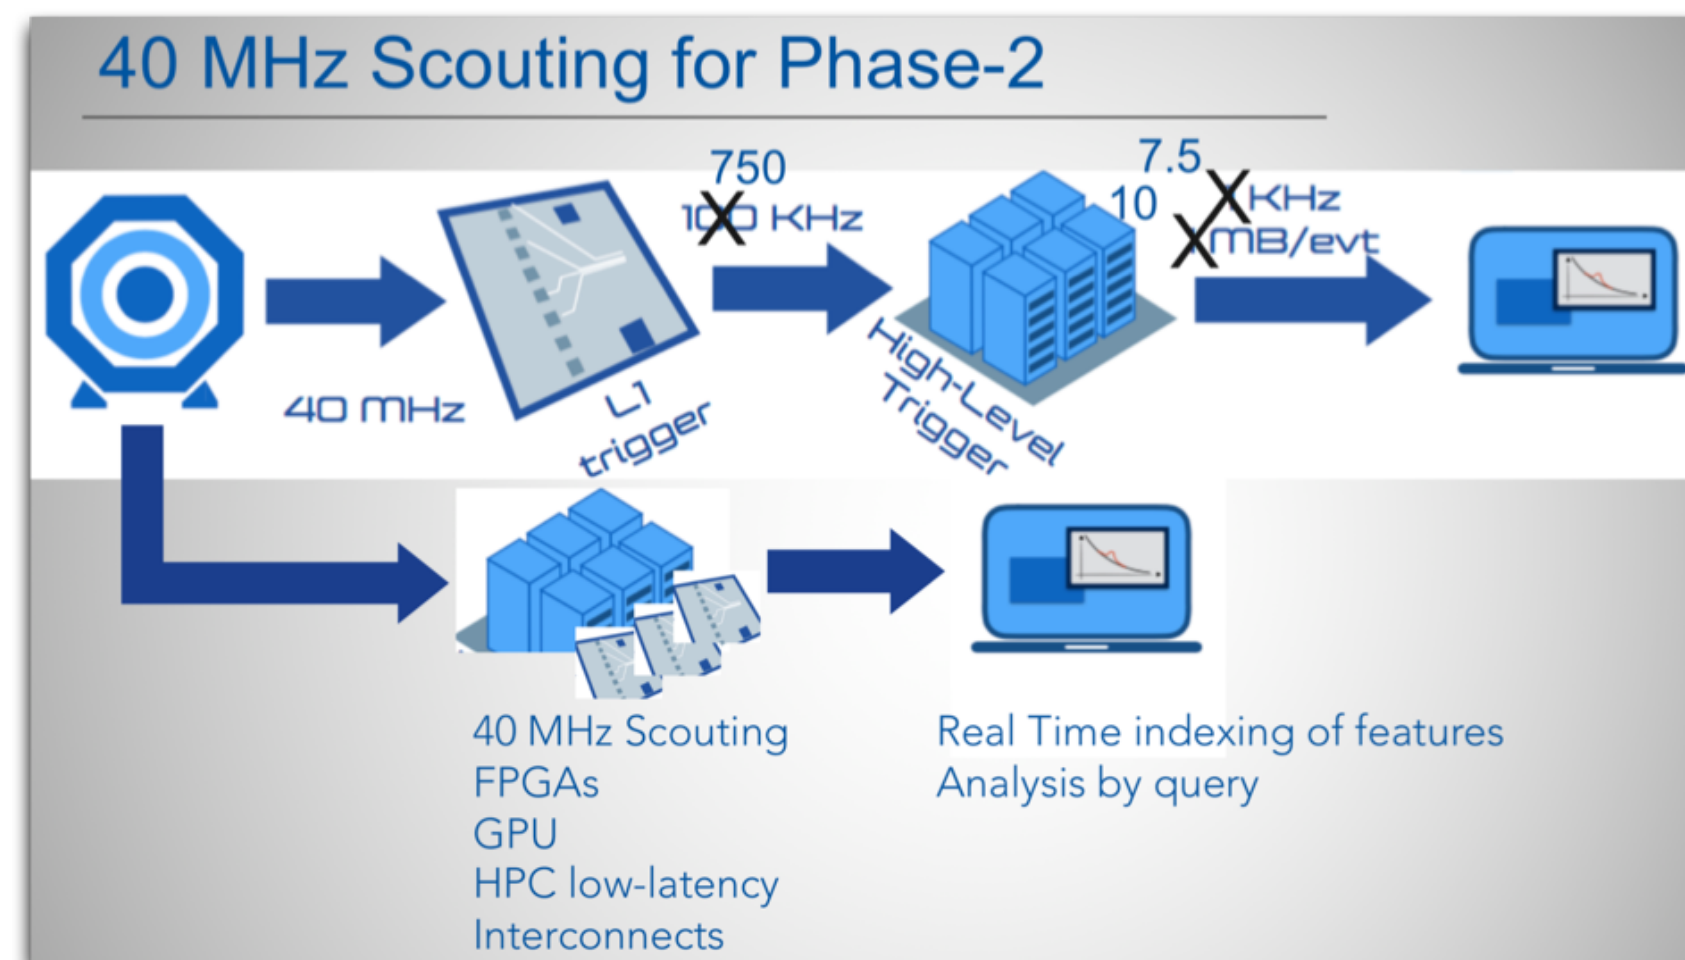 40 MHz Scouting for Phase-2
750
100 KHz
7.5
1 KHz
10
1 MB/evt
40 MHz
L1
trigger
High-Level
Trigger
40 MHz Scouting
FPGAs
GPU
HPC low-latency
Interconnects
Real Time indexing of features
Analysis by query